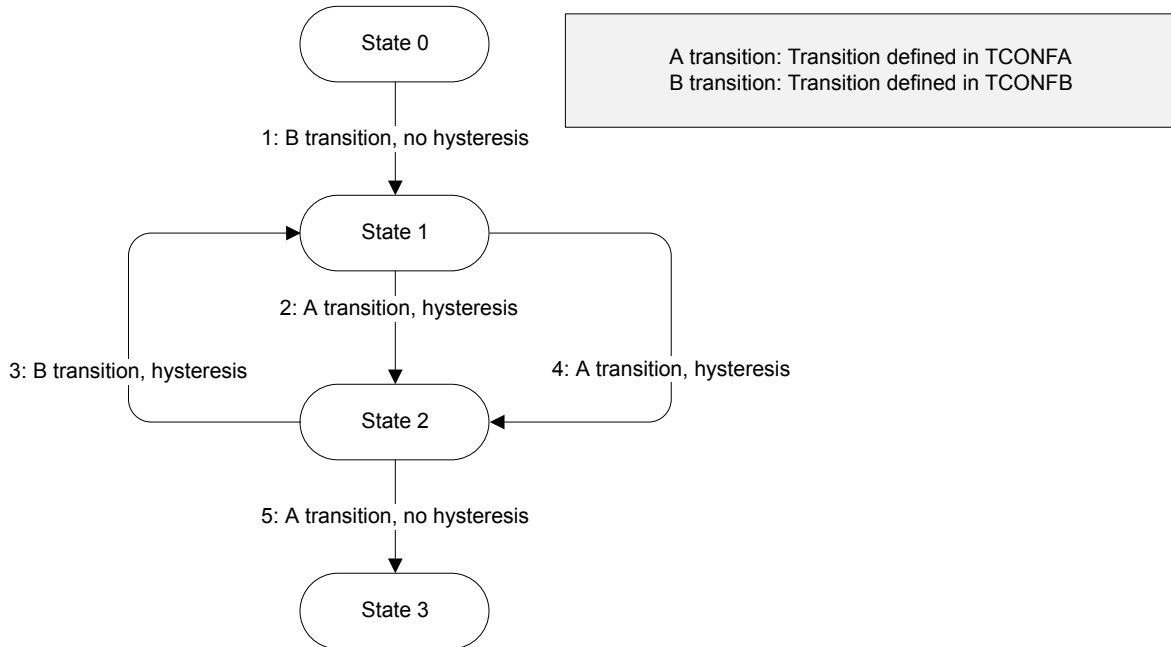 State 0
A transition: Transition defined in TCONFA
B transition: Transition defined in TCONFB
1: B transition, no hysteresis
State 1
2: A transition, hysteresis
3: B transition, hysteresis
4: A transition, hysteresis
State 2
5: A transition, no hysteresis
State 3